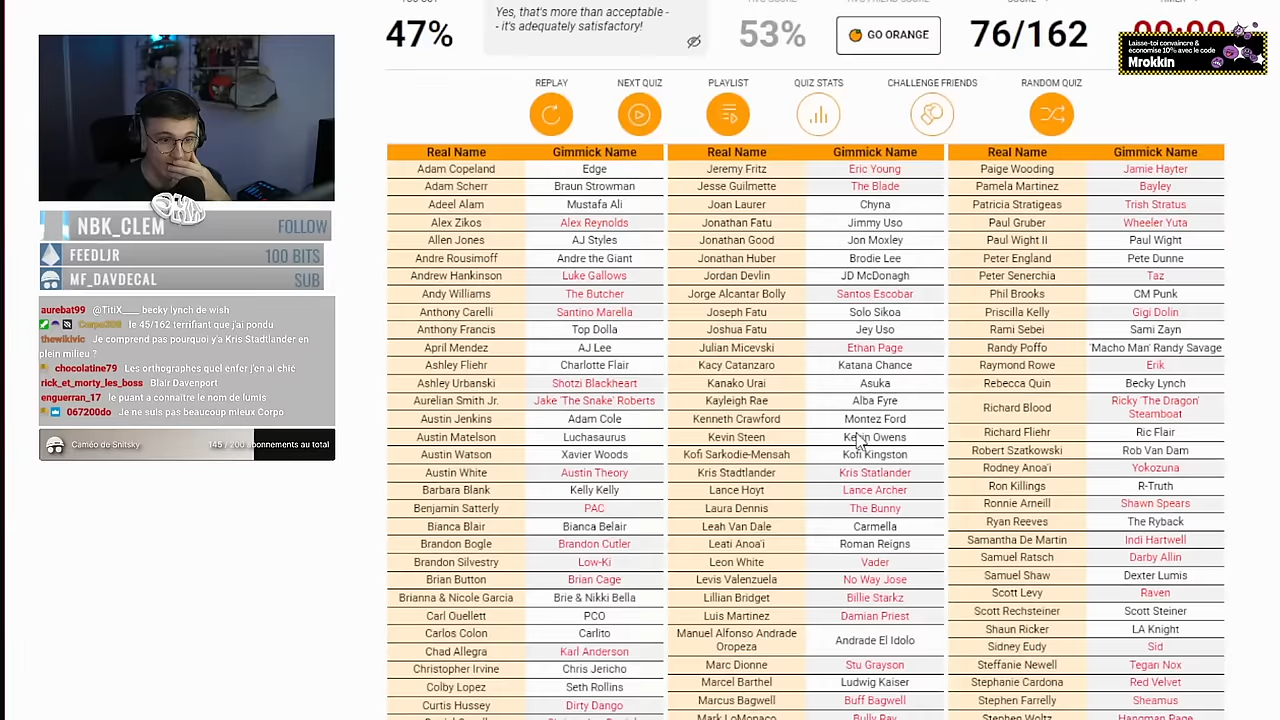 Yes, that's more than acceptable -
- it's adequately satisfactory!
47%
53%
GO ORANGE
76/162
Laisse-toi convaincre &
économise 10% avec le code
Mrokkin
REPLAY
NEXT QUIZ
PLAYLIST
QUIZ STATS
CHALLENGE FRIENDS
RANDOM QUIZ
NBK_CLEM FOLLOW
FEEDLJR 100 BITS
MF_DAVDECAL SUB
aurebat99 @TitiX____ becky lynch de wish
le 45/162 terrifiant que j'ai pondu
thewikivic Je comprend pas pourquoi y'a Kris Stadtlander en
plein milieu ?
chocolatine79 Les orthographes quel enfer j'en ai chié
rick_et_morty_les_boss Blair Davenport
enguerran_17 le puant a connaître le nom de lumis
067200do Je ne suis pas beaucoup mieux Corpo
Caméo de Snitsky 145 / 200 abonnements au total
Real Name Gimmick Name
Adam Copeland Edge
Adam Scherr Braun Strowman
Adeel Alam Mustafa Ali
Alex Zikos Alex Reynolds
Allen Jones AJ Styles
Andre Rousimoff Andre the Giant
Andrew Hankinson Luke Gallows
Andy Williams The Butcher
Anthony Carelli Santino Marella
Anthony Francis Top Dolla
April Mendez AJ Lee
Ashley Fliehr Charlotte Flair
Ashley Urbanski Shotzi Blackheart
Aurelian Smith Jr. Jake 'The Snake' Roberts
Austin Jenkins Adam Cole
Austin Matelson Luchasaurus
Austin Watson Xavier Woods
Austin White Austin Theory
Barbara Blank Kelly Kelly
Benjamin Satterly PAC
Bianca Blair Bianca Belair
Brandon Bogle Brandon Cutler
Brandon Silvestry Low-Ki
Brian Button Brian Cage
Brianna & Nicole Garcia Brie & Nikki Bella
Carl Ouellett PCO
Carlos Colon Carlito
Chad Allegra Karl Anderson
Christopher Irvine Chris Jericho
Colby Lopez Seth Rollins
Curtis Hussey Dirty Dango
Real Name Gimmick Name
Jeremy Fritz Eric Young
Jesse Guilmette The Blade
Joan Laurer Chyna
Jonathan Fatu Jimmy Uso
Jonathan Good Jon Moxley
Jonathan Huber Brodie Lee
Jordan Devlin JD McDonagh
Jorge Alcantar Bolly Santos Escobar
Joseph Fatu Solo Sikoa
Joshua Fatu Jey Uso
Julian Micevski Ethan Page
Kacy Catanzaro Katana Chance
Kanako Urai Asuka
Kayleigh Rae Alba Fyre
Kenneth Crawford Montez Ford
Kevin Steen Kevin Owens
Kofi Sarkodie-Mensah Kofi Kingston
Kris Stadtlander Kris Statlander
Lance Hoyt Lance Archer
Laura Dennis The Bunny
Leah Van Dale Carmella
Leati Anoa'i Roman Reigns
Leon White Vader
Levis Valenzuela No Way Jose
Lillian Bridget Billie Starkz
Luis Martinez Damian Priest
Manuel Alfonso Andrade
Oropeza Andrade El Idolo
Marc Dionne Stu Grayson
Marcel Barthel Ludwig Kaiser
Marcus Bagwell Buff Bagwell
Mark LoMonaco Bully Ray
Real Name Gimmick Name
Paige Wooding Jamie Hayter
Pamela Martinez Bayley
Patricia Stratigeas Trish Stratus
Paul Gruber Wheeler Yuta
Paul Wight II Paul Wight
Peter England Pete Dunne
Peter Senerchia Taz
Phil Brooks CM Punk
Priscilla Kelly Gigi Dolin
Rami Sebei Sami Zayn
Randy Poffo 'Macho Man' Randy Savage
Raymond Rowe Erik
Rebecca Quin Becky Lynch
Richard Blood Ricky 'The Dragon'
Steamboat
Richard Fliehr Ric Flair
Robert Szatkowski Rob Van Dam
Rodney Anoa'i Yokozuna
Ron Killings R-Truth
Ronnie Arneill Shawn Spears
Ryan Reeves The Ryback
Samantha De Martin Indi Hartwell
Samuel Ratsch Darby Allin
Samuel Shaw Dexter Lumis
Scott Levy Raven
Scott Rechsteiner Scott Steiner
Shaun Ricker LA Knight
Sidney Eudy Sid
Steffanie Newell Tegan Nox
Stephanie Cardona Red Velvet
Stephen Farrelly Sheamus
Stephen Woltz Hangman Page